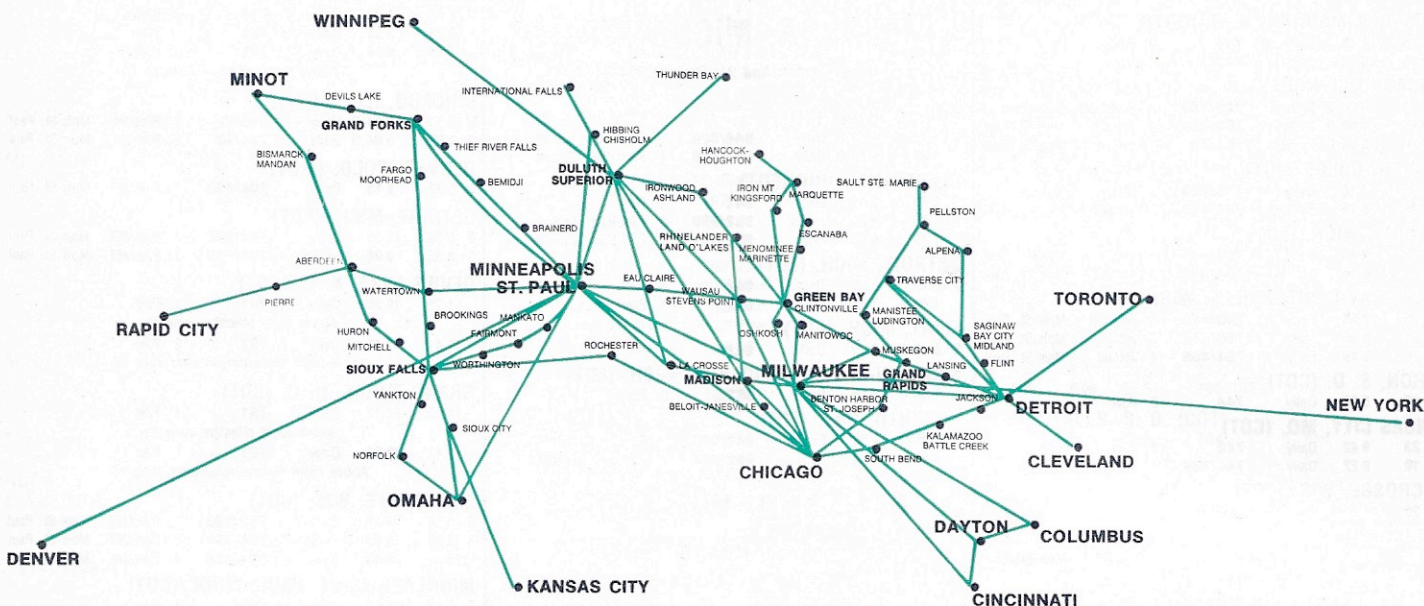 WINNIPEG
THUNDER BAY
MINOT
DEVILS LAKE
INTERNATIONAL FALLS
GRAND FORKS
HIBBING
CHISHOLM
THIEF RIVER FALLS
HANCOCK-
HOUGHTON
BISMARCK
MANDAN
FARGO
MOORHEAD
BEMIDJI
DULUTH
SUPERIOR
IRONWOOD
ASHLAND
IRON MT
KINGSFORD
MARQUETTE
SAULT STE. MARIE
PELLSTON
BRAINERD
RHINELANDER
LAND O'LAKES
ESCANABA
MENOMINEE
MARINETTE
ALPENA
ABERDEEN
MINNEAPOLIS
ST. PAUL
EAU CLAIRE
WAUSAU
STEVENS POINT
TRAVERSE CITY
PIERRE
WATERTOWN
GREEN BAY
CLINTONVILLE
TORONTO
RAPID CITY
BROOKINGS
MANKATO
MANISTEE
LUDINGTON
HURON
FAIRMONT
OSHKOSH
MANITOWOC
SAGINAW
BAY CITY
MIDLAND
MITCHELL
ROCHESTER
MUSKEGON
SIOUX FALLS
WORTHINGTON
LA CROSSE
MILWAUKEE
GRAND
RAPIDS
LANSING
FLINT
MADISON
YANKTON
BELOIT-JANESVILLE
BENTON HARBOR
ST. JOSEPH
JACKSON
DETROIT
NEW YORK
SIOUX CITY
KALAMAZOO
BATTLE CREEK
NORFOLK
CHICAGO
SOUTH BEND
CLEVELAND
OMAHA
DAYTON
COLUMBUS
DENVER
KANSAS CITY
CINCINNATI